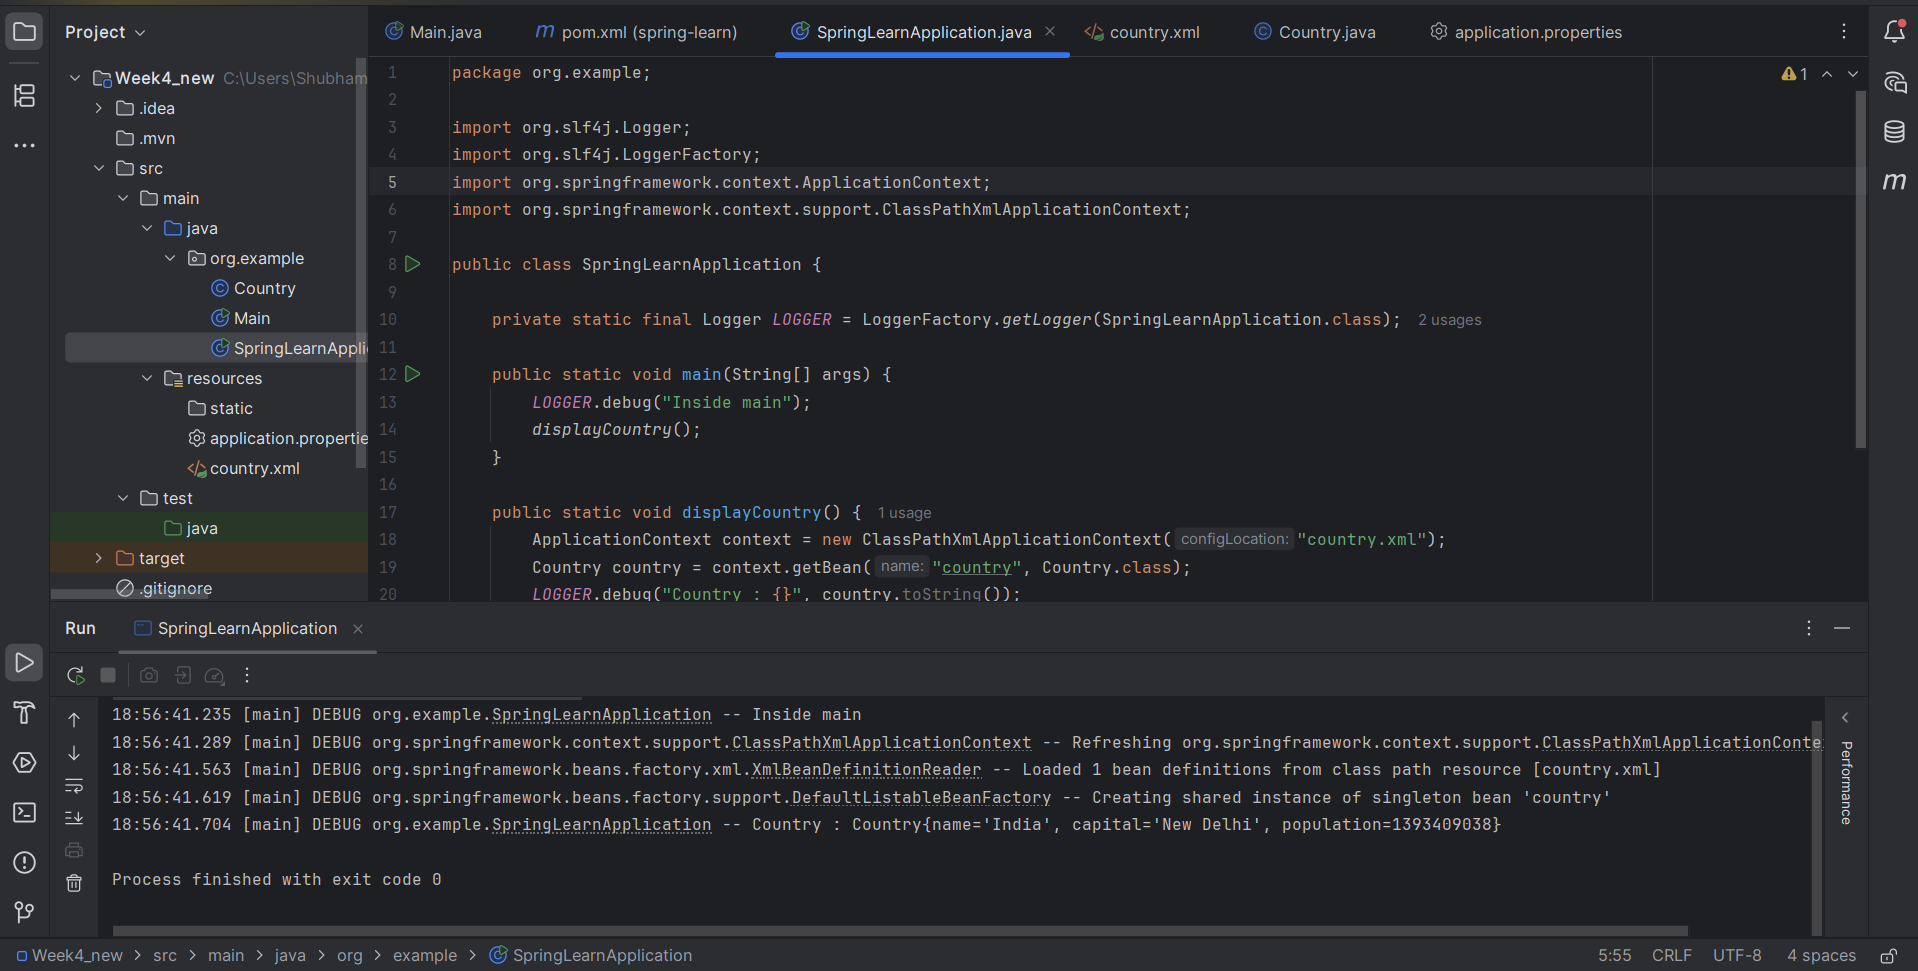 Project
Main.java
pom.xml (spring-learn)
SpringLearnApplication.java
country.xml
Country.java
application.properties
Week4_new C:\Users\Shubham
.idea
.mvn
src
main
java
org.example
Country
Main
SpringLearnAppli
resources
static
application.propertie
country.xml
test
java
target
.gitignore
1
1 package org.example;
2
3 import org.slf4j.Logger;
4 import org.slf4j.LoggerFactory;
5 import org.springframework.context.ApplicationContext;
6 import org.springframework.context.support.ClassPathXmlApplicationContext;
7
8 public class SpringLearnApplication {
9
10 private static final Logger LOGGER = LoggerFactory.getLogger(SpringLearnApplication.class); 2 usages
11
12 public static void main(String[] args) {
13 LOGGER.debug("Inside main");
14 displayCountry();
15 }
16
17 public static void displayCountry() { 1 usage
18 ApplicationContext context = new ClassPathXmlApplicationContext( configLocation: "country.xml");
19 Country country = context.getBean( name: "country", Country.class);
20 LOGGER.debug("Country : {}", country.toString());
Run
SpringLearnApplication
18:56:41.235 [main] DEBUG org.example.SpringLearnApplication -- Inside main
18:56:41.289 [main] DEBUG org.springframework.context.support.ClassPathXmlApplicationContext -- Refreshing org.springframework.context.support.ClassPathXmlApplicationConte
18:56:41.563 [main] DEBUG org.springframework.beans.factory.xml.XmlBeanDefinitionReader -- Loaded 1 bean definitions from class path resource [country.xml]
18:56:41.619 [main] DEBUG org.springframework.beans.factory.support.DefaultListableBeanFactory -- Creating shared instance of singleton bean 'country'
18:56:41.704 [main] DEBUG org.example.SpringLearnApplication -- Country : Country{name='India', capital='New Delhi', population=1393409038}
Process finished with exit code 0
Performance
Week4_new > src > main > java > org > example > SpringLearnApplication
5:55 CRLF UTF-8 4 spaces